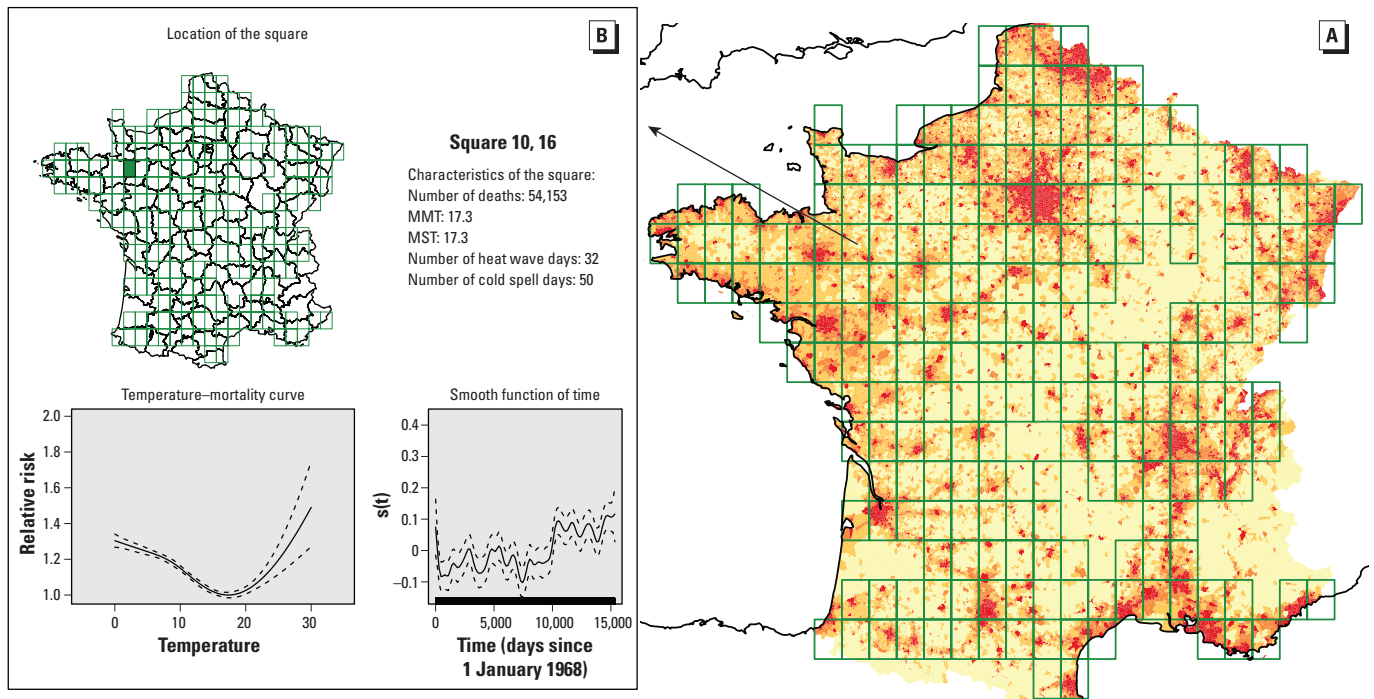 Location of the square
B
Square 10, 16
Characteristics of the square:
Number of deaths: 54,153
MMT: 17.3
MST: 17.3
Number of heat wave days: 32
Number of cold spell days: 50
Temperature–mortality curve
2.0
1.8
1.6
1.4
1.2
1.0
Relative risk
0
10
20
30
Temperature
Smooth function of time
0.4
0.3
0.2
0.1
0
−0.1
s(t)
0
5,000
10,000
15,000
Time (days since
1 January 1968)
A